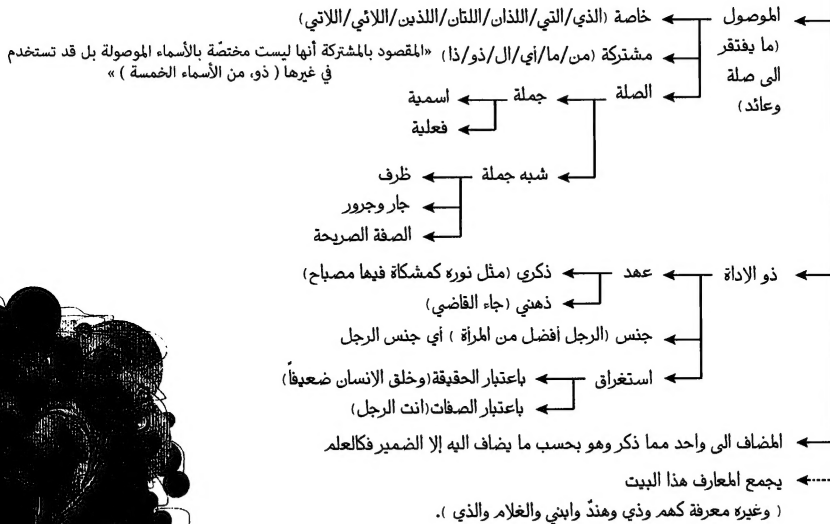 الموصول
(ما يفتقر
الى صلة
وعائد)
خاصة (الذي/التي/اللذان/اللتان/اللذين/اللائي/اللاتي)
مشتركة (من/ما/أي/ال/ذو/ذا) «المقصود بالمشتركة أنها ليست مختصّة بالأسماء الموصولة بل قد تستخدم
في غيرها ( ذو، من الأسماء الخمسة ) »
الصلة
جملة
اسمية
فعلية
شبه جملة
ظرف
جار وجرور
الصفة الصريحة
ذو الاداة
عهد
ذكري (مثل نوره كمشكاة فيها مصباح)
ذهني (جاء القاضي)
جنس (الرجل أفضل من المرأة ) أي جنس الرجل
استغراق
باعتبار الحقيقة(وخلق الانسان ضعيفاً)
باعتبار الصفات(انت الرجل)
المضاف الى واحد مما ذكر وهو بحسب ما يضاف اليه إلا الضمير فكالعلم
يجمع المعارف هذا البيت
( وغيره معرفة كهم وذي وهندٌ وابني والغلام والذي ).